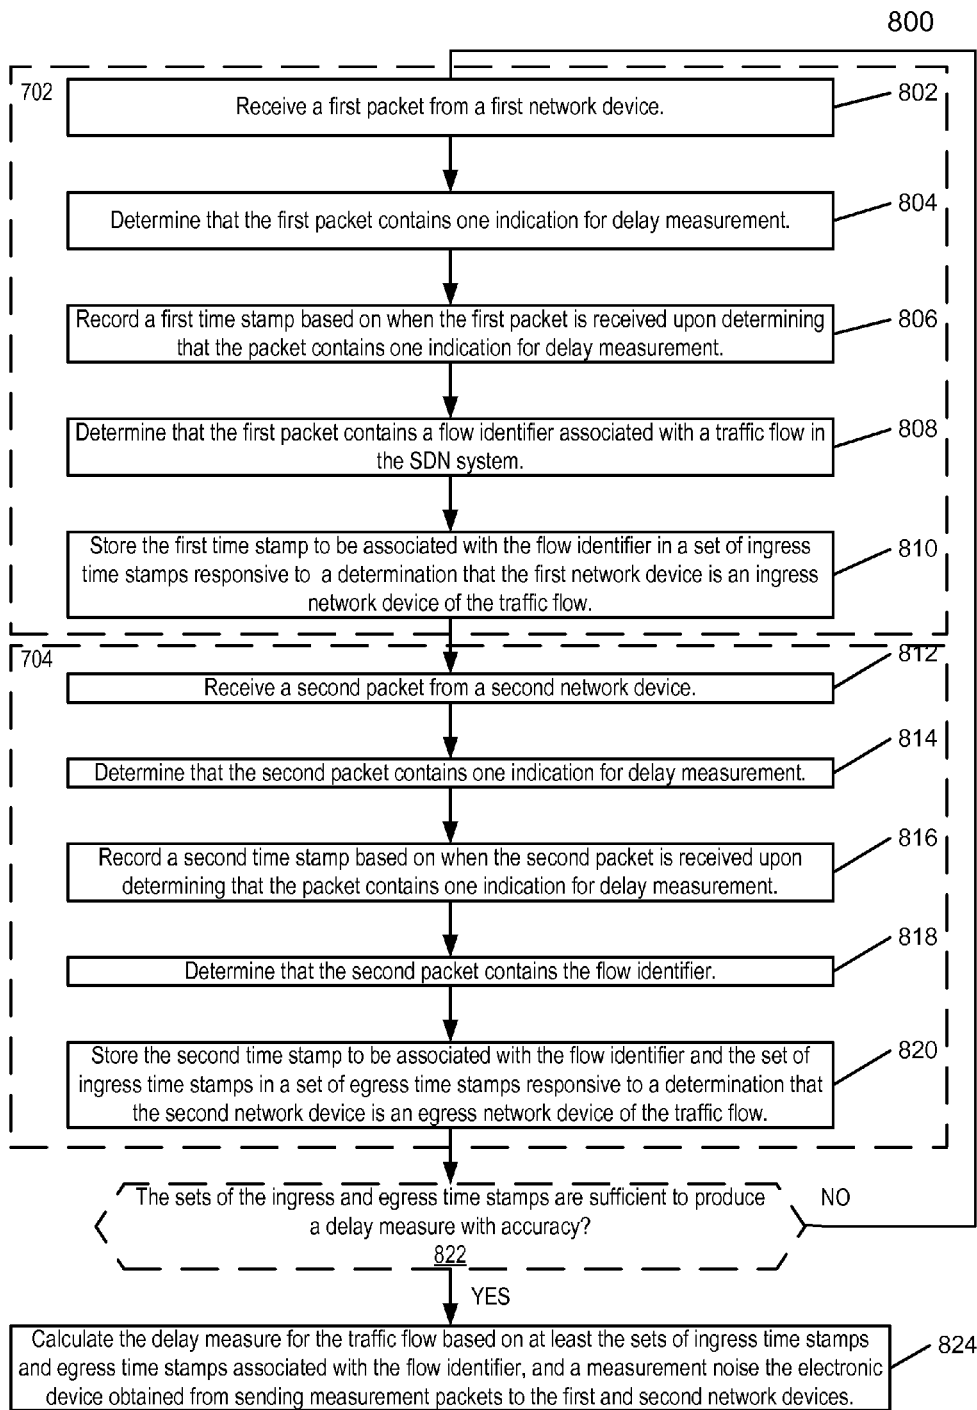 800
702
Receive a first packet from a first network device.
802
Determine that the first packet contains one indication for delay measurement.
804
Record a first time stamp based on when the first packet is received upon determining
that the packet contains one indication for delay measurement.
806
Determine that the first packet contains a flow identifier associated with a traffic flow in
the SDN system.
808
Store the first time stamp to be associated with the flow identifier in a set of ingress
time stamps responsive to a determination that the first network device is an ingress
network device of the traffic flow.
810
704
812
Receive a second packet from a second network device.
814
Determine that the second packet contains one indication for delay measurement.
816
Record a second time stamp based on when the second packet is received upon
determining that the packet contains one indication for delay measurement.
818
Determine that the second packet contains the flow identifier.
820
Store the second time stamp to be associated with the flow identifier and the set of
ingress time stamps in a set of egress time stamps responsive to a determination that
the second network device is an egress network device of the traffic flow.
The sets of the ingress and egress time stamps are sufficient to produce
a delay measure with accuracy?
822
NO
YES
Calculate the delay measure for the traffic flow based on at least the sets of ingress time stamps
and egress time stamps associated with the flow identifier, and a measurement noise the electronic
device obtained from sending measurement packets to the first and second network devices.
824